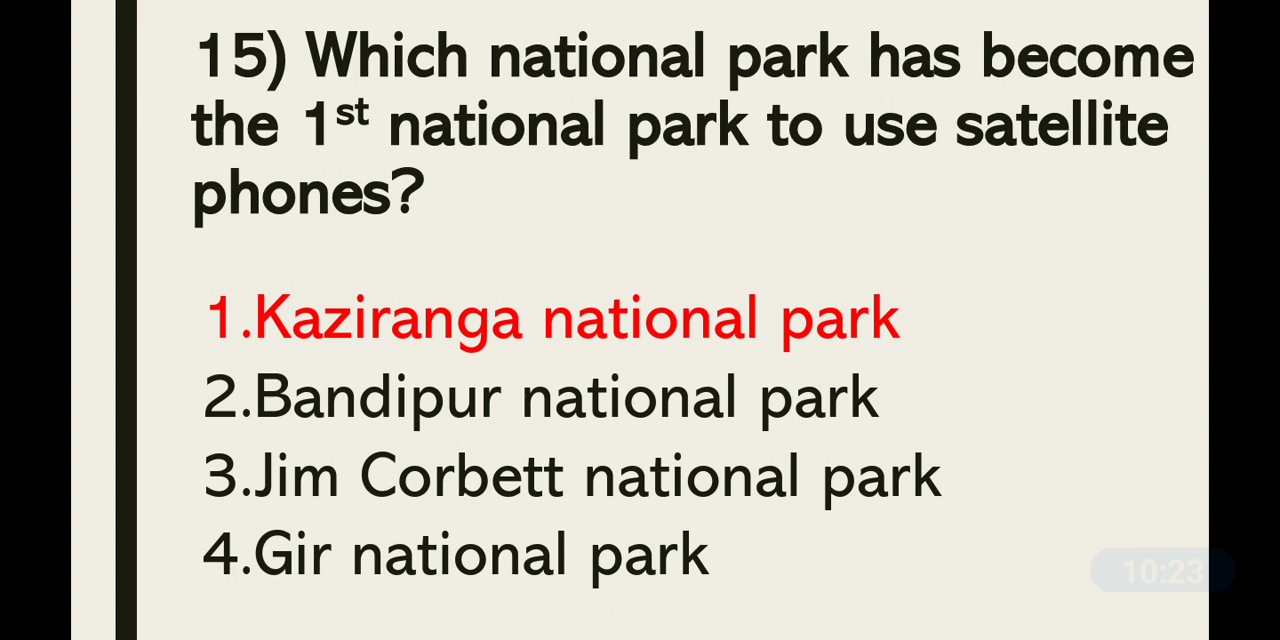 15) Which national park has become
the 1st national park to use satellite
phones?
1.Kaziranga national park
2.Bandipur national park
3.Jim Corbett national park
4.Gir national park
10:23